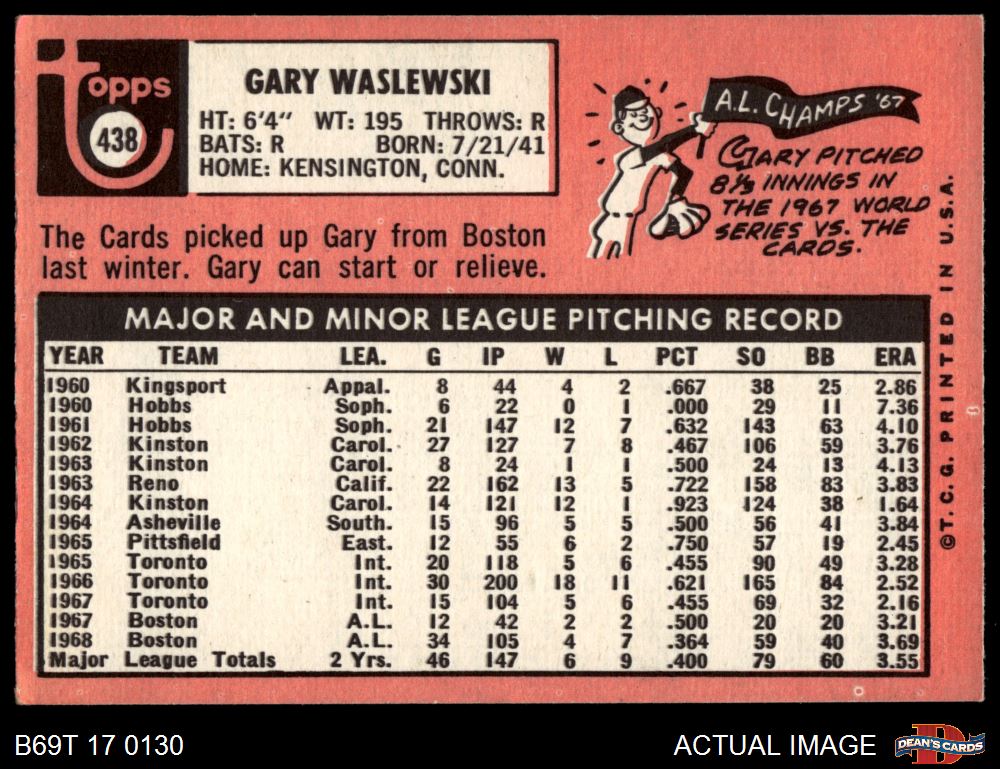 topps
438
GARY WASLEWSKI
HT: 6'4" WT: 195 THROWS: R
BATS: R BORN: 7/21/41
HOME: KENSINGTON, CONN.
The Cards picked up Gary from Boston
last winter. Gary can start or relieve.
A.L. CHAMPS '67
GARY PITCHED
8⅓ INNINGS IN
THE 1967 WORLD
SERIES VS. THE
CARDS.
MAJOR AND MINOR LEAGUE PITCHING RECORD
YEAR TEAM LEA. G IP W L PCT SO BB ERA
1960 Kingsport Appal. 8 44 4 2 .667 38 25 2.86
1960 Hobbs Soph. 6 22 0 1 .000 29 11 7.36
1961 Hobbs Soph. 21 147 12 7 .632 143 63 4.10
1962 Kinston Carol. 27 127 7 8 .467 106 59 3.76
1963 Kinston Carol. 8 24 1 1 .500 24 13 4.13
1963 Reno Calif. 22 162 13 5 .722 158 83 3.83
1964 Kinston Carol. 14 121 12 1 .923 124 38 1.64
1964 Asheville South. 15 96 5 5 .500 56 41 3.84
1965 Pittsfield East. 12 55 6 2 .750 57 19 2.45
1965 Toronto Int. 20 118 5 6 .455 90 49 3.28
1966 Toronto Int. 30 200 18 11 .621 165 84 2.52
1967 Toronto Int. 15 104 5 6 .455 69 32 2.16
1967 Boston A.L. 12 42 2 2 .500 20 20 3.21
1968 Boston A.L. 34 105 4 7 .364 59 40 3.69
Major League Totals 2 Yrs. 46 147 6 9 .400 79 60 3.55
©T.C.G. PRINTED IN U.S.A.
B69T 17 0130
ACTUAL IMAGE
D
DEAN'S CARDS